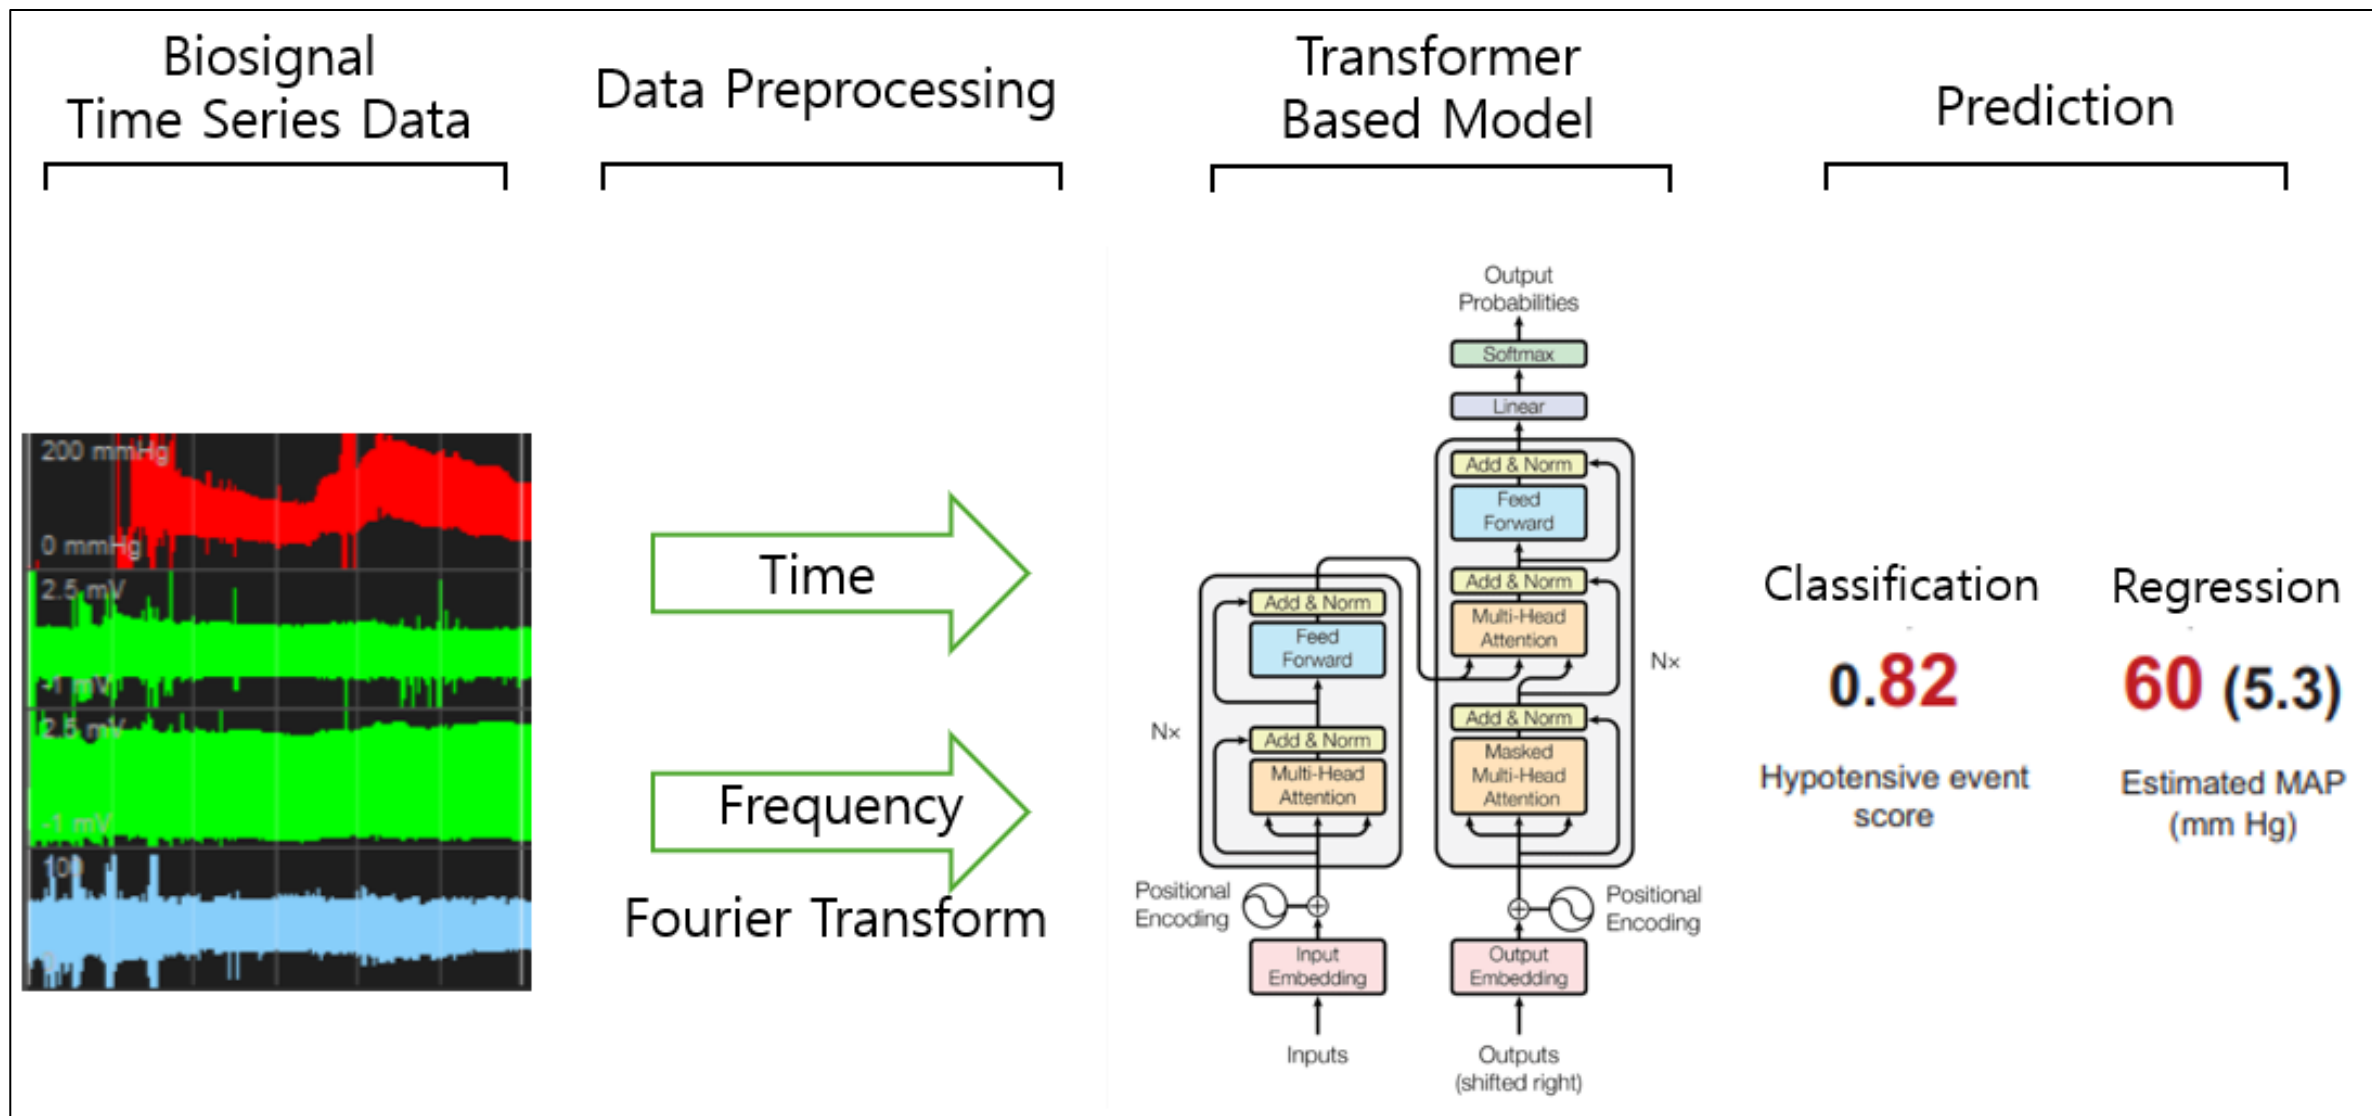 Biosignal
Time Series Data
Data Preprocessing
Transformer
Based Model
Prediction
200 mmHg
0 mmHg
2.5 mV
-1 mV
2.5 mV
-1 mV
100
Time
Frequency
Fourier Transform
Output
Probabilities
Softmax
Linear
Add & Norm
Feed
Forward
Add & Norm
Multi-Head
Attention
Add & Norm
Masked
Multi-Head
Attention
Nx
Add & Norm
Feed
Forward
Add & Norm
Multi-Head
Attention
Nx
Positional
Encoding
Positional
Encoding
Input
Embedding
Output
Embedding
Inputs
Outputs
(shifted right)
Classification
0.82
Hypotensive event
score
Regression
60 (5.3)
Estimated MAP
(mm Hg)